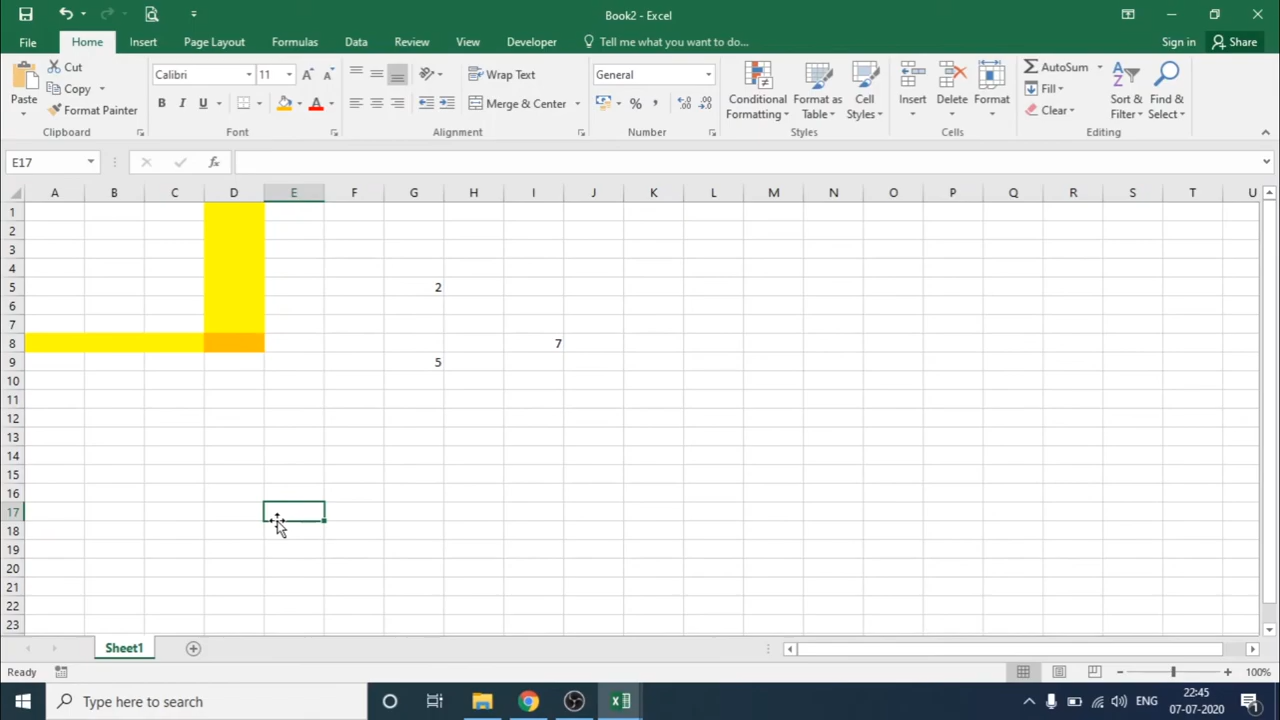 Book2 - Excel
File Home Insert Page Layout Formulas Data Review View Developer Tell me what you want to do... Sign in Share
Paste
Cut
Copy
Format Painter
Clipboard
Calibri 11
B I U
Font
Wrap Text
Merge & Center
Alignment
General
%
Number
Conditional Formatting
Format as Table
Cell Styles
Styles
Insert
Delete
Format
Cells
AutoSum
Fill
Clear
Sort & Filter
Find & Select
Editing
E17 fx
A B C D E F G H I J K L M N O P Q R S T U
1
2
3
4
5 2
6
7
8 7
9 5
10
11
12
13
14
15
16
17
18
19
20
21
22
23
Sheet1
Ready 100%
Type here to search ENG 22:45
07-07-2020 1